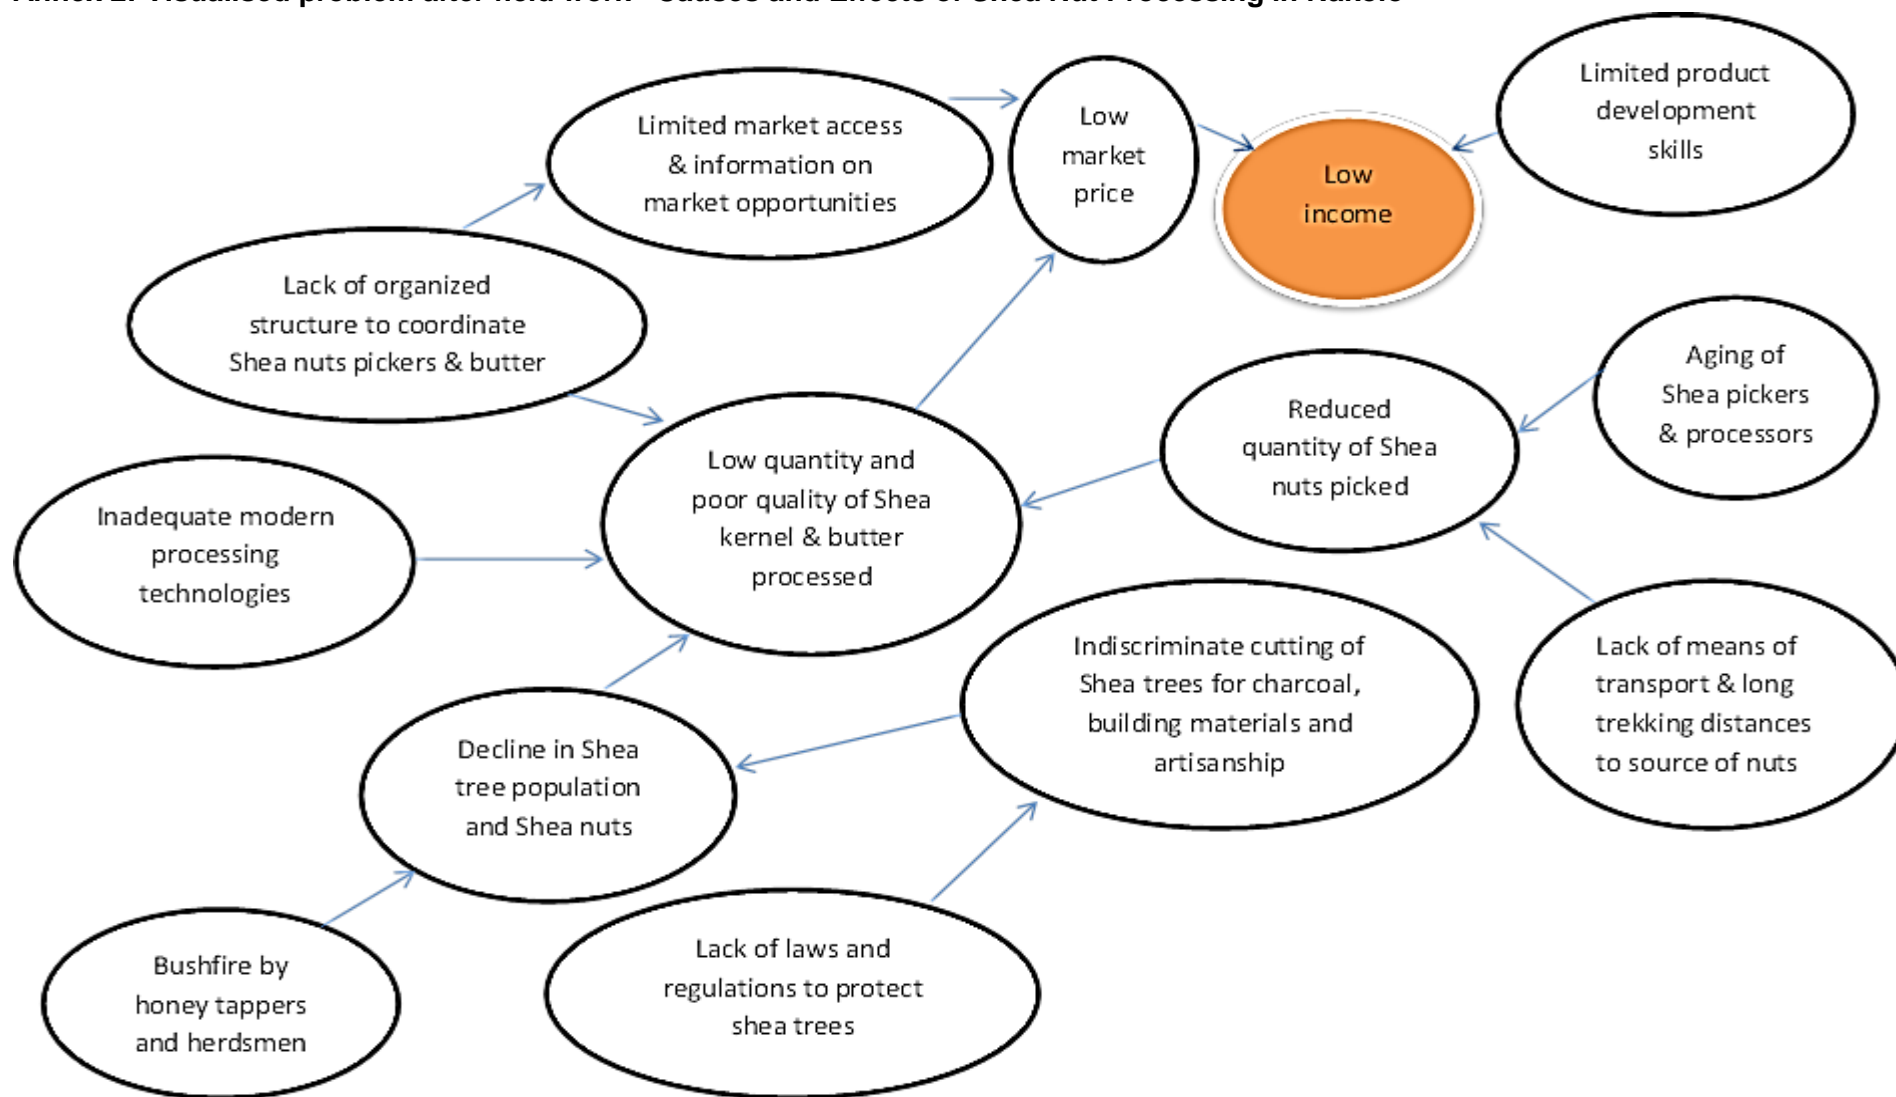 Limited product
development
skills
Low
market
price
Limited market access
& information on
market opportunities
Low
income
Lack of organized
structure to coordinate
Shea nuts pickers & butter
Aging of
Shea pickers
& processors
Reduced
quantity of Shea
nuts picked
Low quantity and
poor quality of Shea
kernel & butter
processed
Inadequate modern
processing
technologies
Indiscriminate cutting of
Shea trees for charcoal,
building materials and
artisanship
Lack of means of
transport & long
trekking distances
to source of nuts
Decline in Shea
tree population
and Shea nuts
Lack of laws and
regulations to protect
shea trees
Bushfire by
honey tappers
and herdsmen